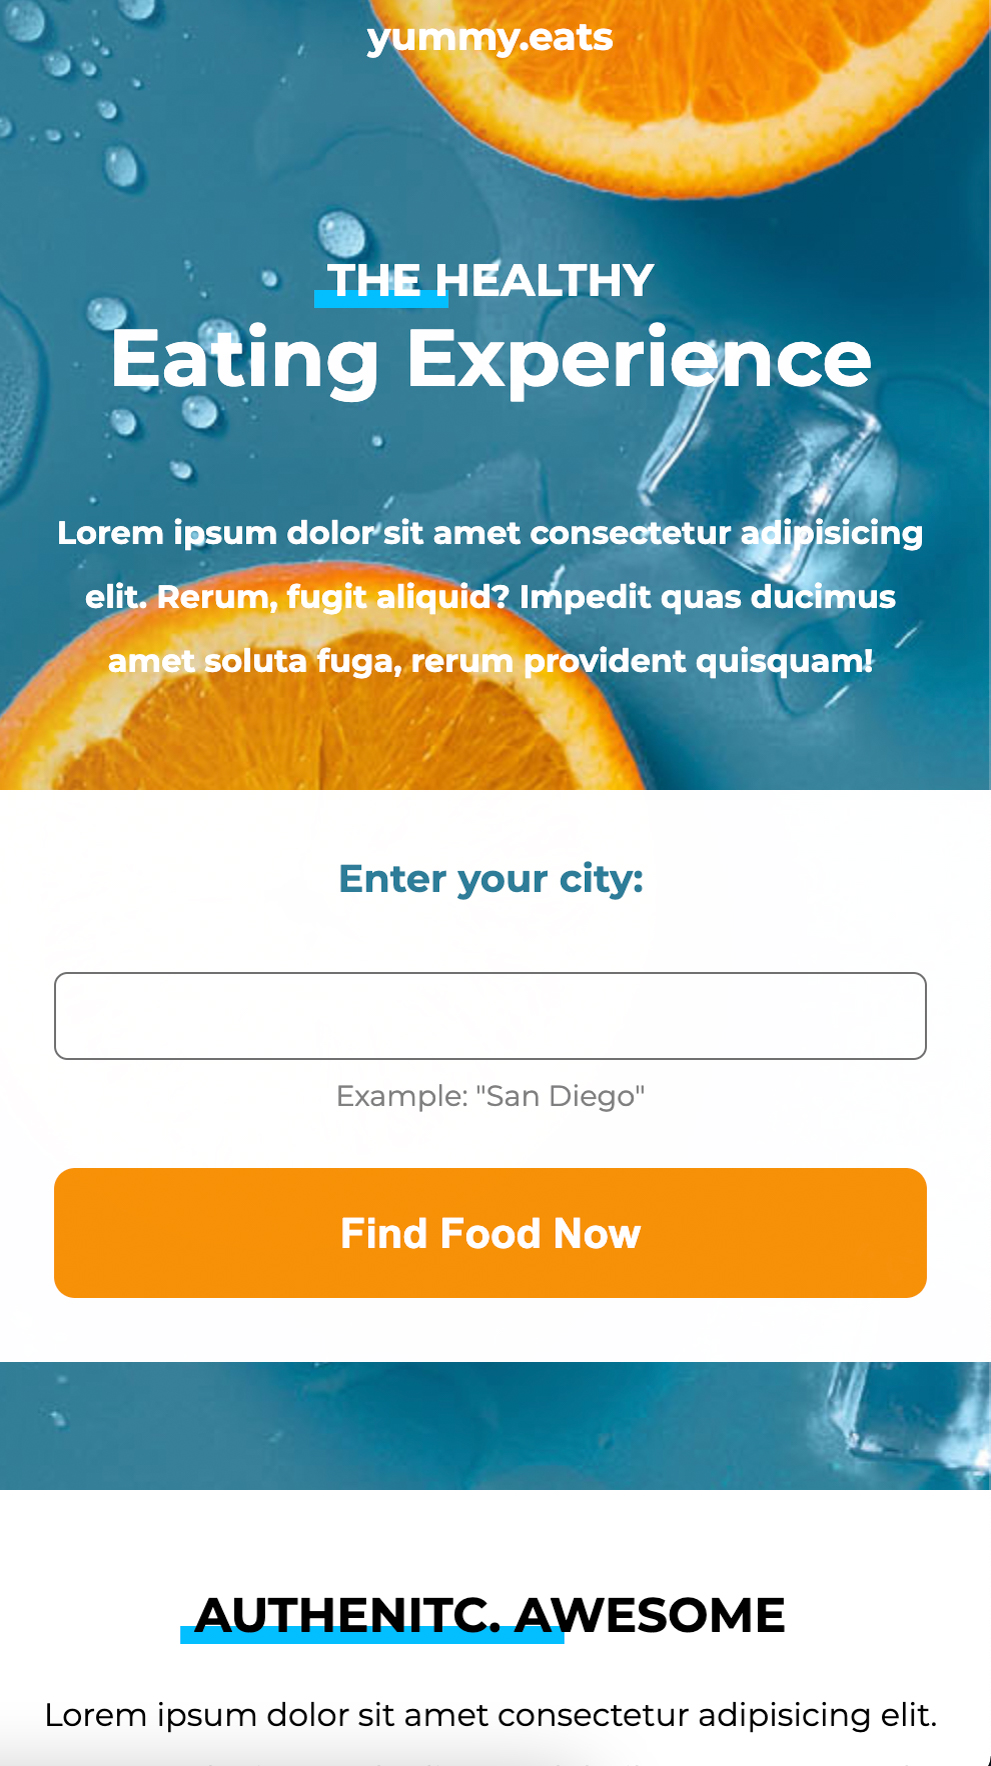 yummy.eats
THE HEALTHY
Eating Experience
Lorem ipsum dolor sit amet consectetur adipisicing
elit. Rerum, fugit aliquid? Impedit quas ducimus
amet soluta fuga, rerum provident quisquam!
Enter your city:
Example: "San Diego"
Find Food Now
AUTHENITC. AWESOME
Lorem ipsum dolor sit amet consectetur adipisicing elit.